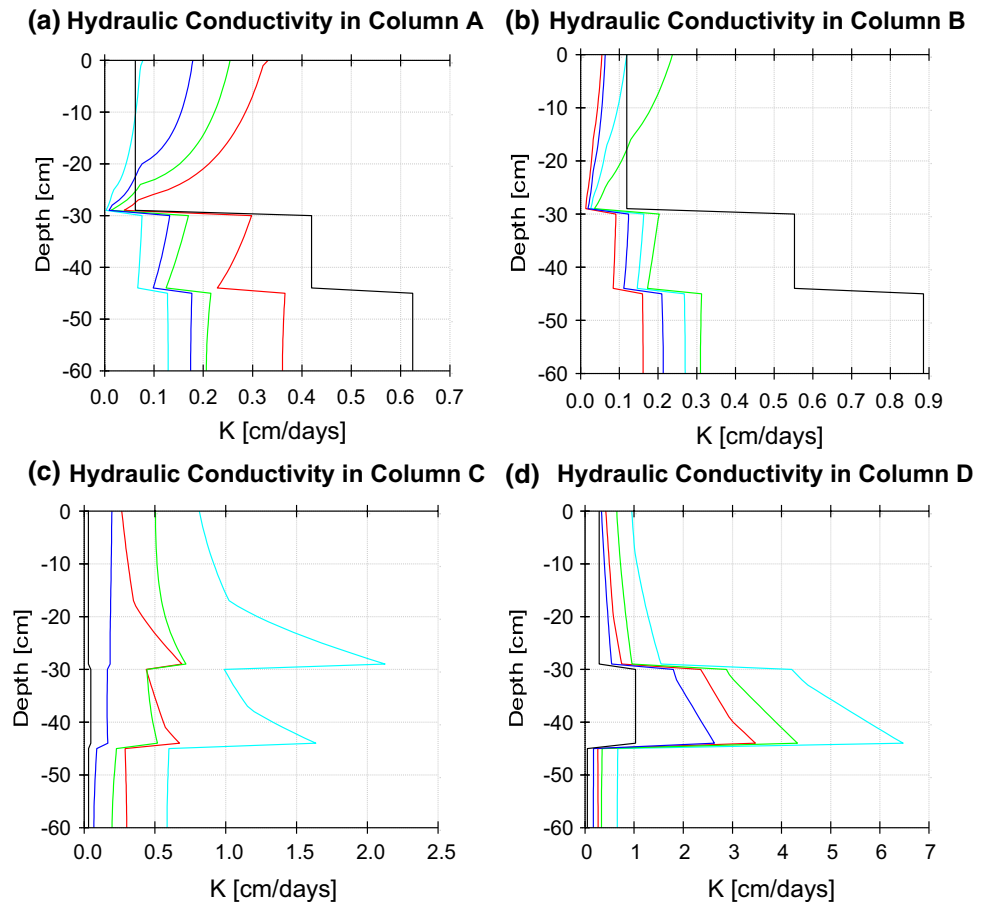 (a) Hydraulic Conductivity in Column A
0
-10
-20
-30
-40
-50
-60
Depth [cm]
0.0 0.1 0.2 0.3 0.4 0.5 0.6 0.7
K [cm/days]
(b) Hydraulic Conductivity in Column B
0
-10
-20
-30
-40
-50
-60
Depth [cm]
0.0 0.1 0.2 0.3 0.4 0.5 0.6 0.7 0.8 0.9
K [cm/days]
(c) Hydraulic Conductivity in Column C
0
-10
-20
-30
-40
-50
-60
Depth [cm]
0.0 0.5 1.0 1.5 2.0 2.5
K [cm/days]
(d) Hydraulic Conductivity in Column D
0
-10
-20
-30
-40
-50
-60
Depth [cm]
0 1 2 3 4 5 6 7
K [cm/days]